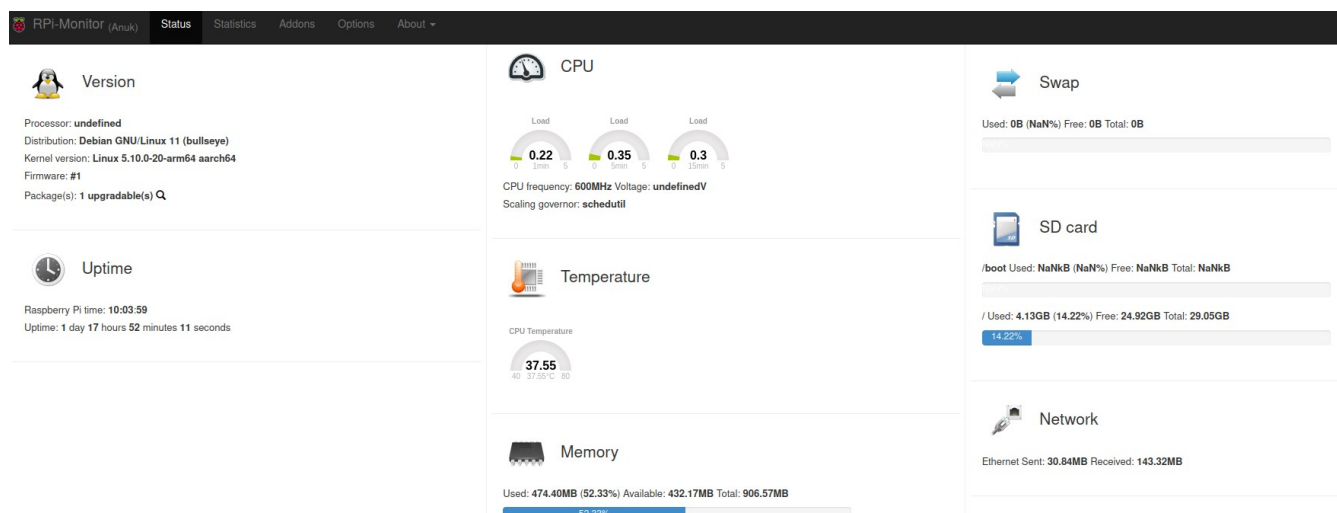 RPi-Monitor (Anuk) Status Statistics Addons Options About
Version
Processor: undefined
Distribution: Debian GNU/Linux 11 (bullseye)
Kernel version: Linux 5.10.0-20-arm64 aarch64
Firmware: #1
Package(s): 1 upgradable(s)
Uptime
Raspberry Pi time: 10:03:59
Uptime: 1 day 17 hours 52 minutes 11 seconds
CPU
Load Load Load
0.22 0.35 0.3
0 1min 5 0 5min 5 0 15min 5
CPU frequency: 600MHz Voltage: undefinedV
Scaling governor: schedutil
Temperature
CPU Temperature
37.55
40 37.55°C 80
Memory
Used: 474.40MB (52.33%) Available: 432.17MB Total: 906.57MB
52.33%
Swap
Used: 0B (NaN%) Free: 0B Total: 0B
SD card
/boot Used: NaNkB (NaN%) Free: NaNkB Total: NaNkB
/ Used: 4.13GB (14.22%) Free: 24.92GB Total: 29.05GB
14.22%
Network
Ethernet Sent: 30.84MB Received: 143.32MB